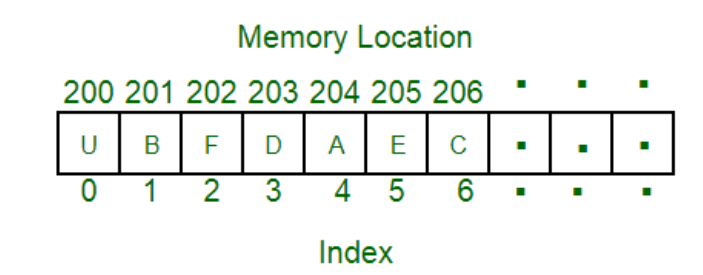 Memory Location
200 201 202 203 204 205 206 . . .
U B F D A E C . . .
0 1 2 3 4 5 6 . . .
Index